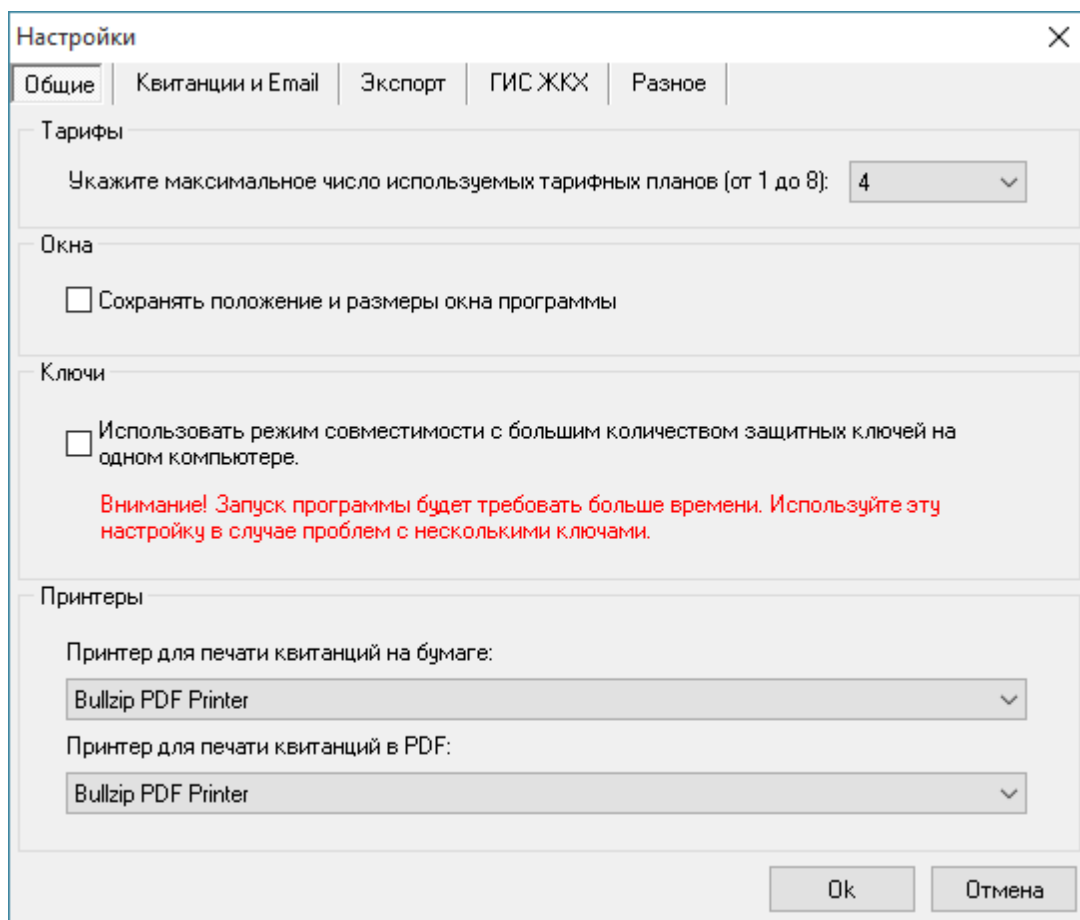 Настройки
Общие
Квитанции и Email
Экспорт
ГИС ЖКХ
Разное
Тарифы
Укажите максимальное число используемых тарифных планов (от 1 до 8):
4
Окна
Сохранять положение и размеры окна программы
Ключи
Использовать режим совместимости с большим количеством защитных ключей на
одном компьютере.
Внимание! Запуск программы будет требовать больше времени. Используйте эту
настройку в случае проблем с несколькими ключами.
Принтеры
Принтер для печати квитанций на бумаге:
Bullzip PDF Printer
Принтер для печати квитанций в PDF:
Bullzip PDF Printer
Ok
Отмена